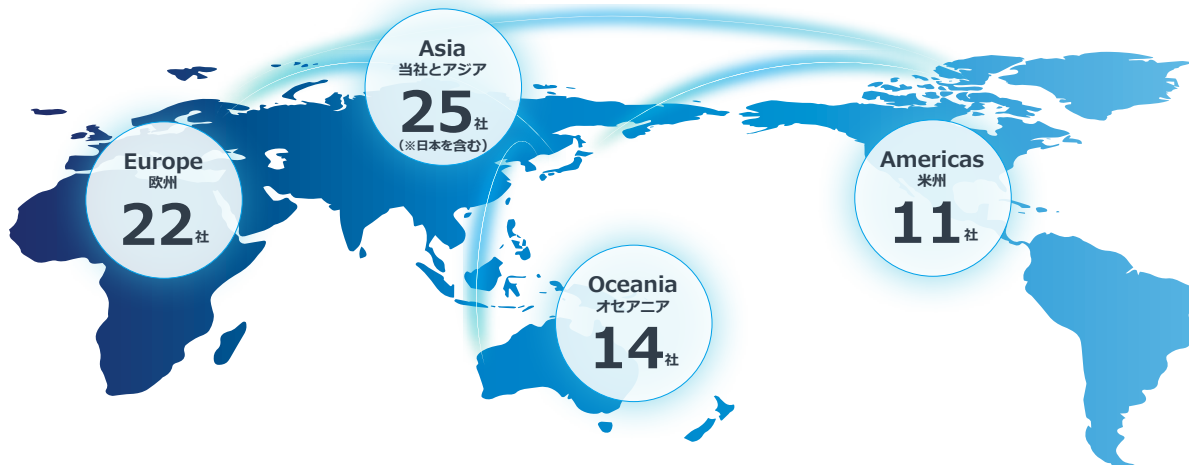 Asia
当社とアジア
25社
(※日本を含む)
Europe
欧州
22社
Americas
米州
11社
Oceania
オセアニア
14社